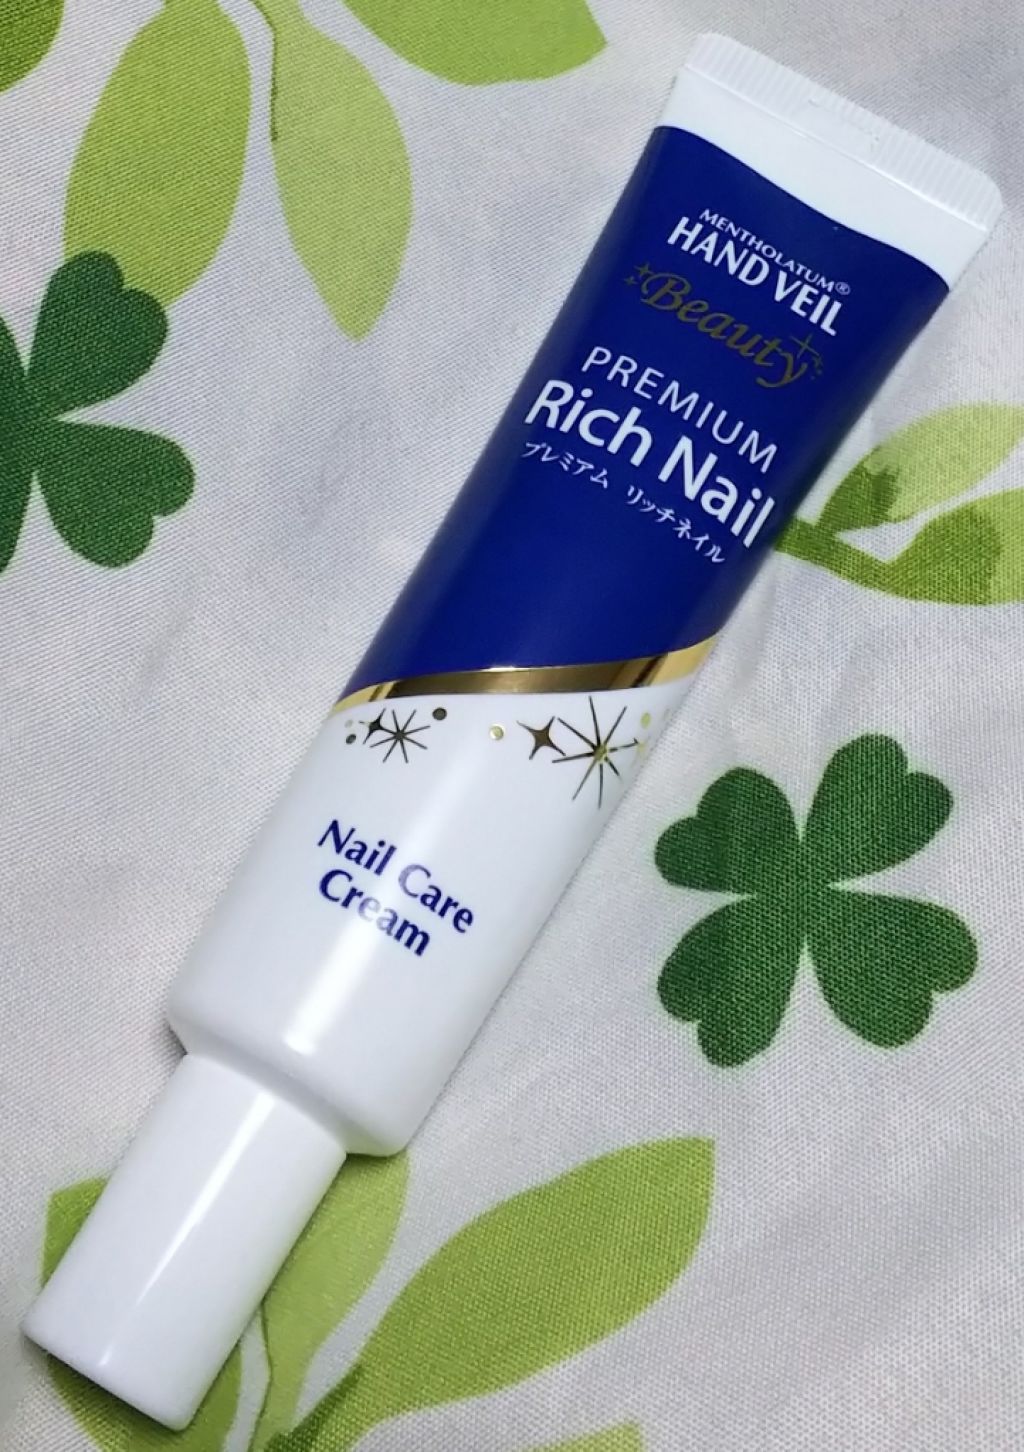 MENTHOLATUM®
HAND VEIL
Beauty
PREMIUM
Rich Nail
プレミアム リッチネイル
Nail Care
Cream